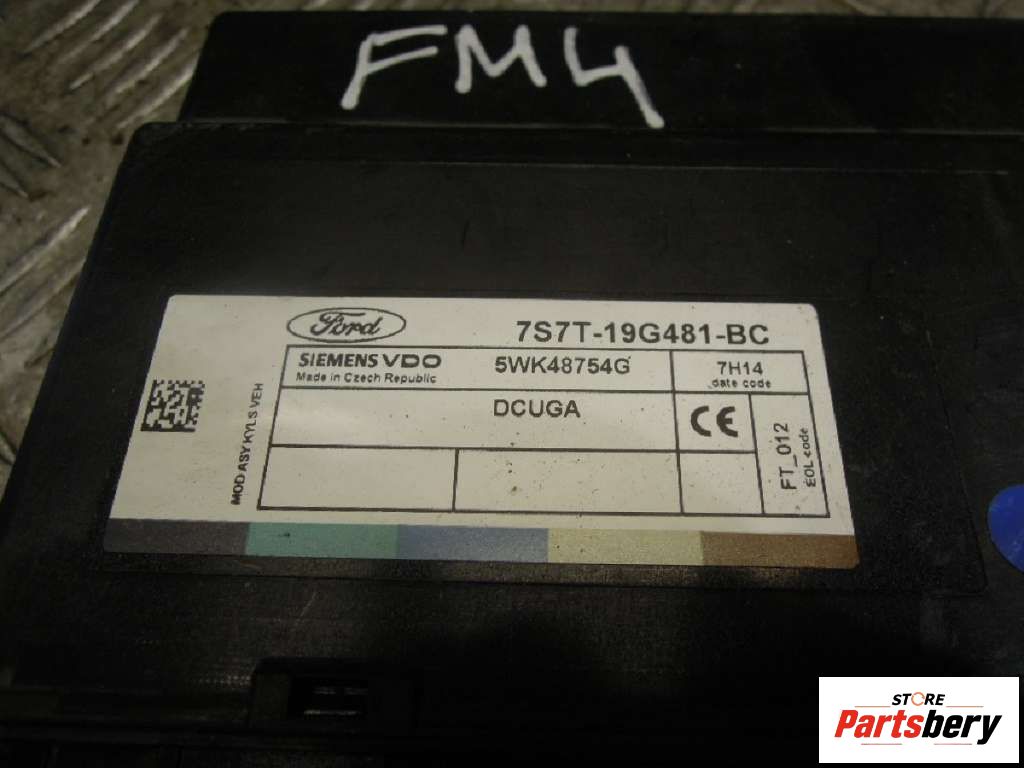 FM4
Ford
7S7T-19G481-BC
SIEMENS VDO
Made in Czech Republic
5WK48754G
7H14
date code
DCUGA
CE
FT_012
EOL code
MOD ASY KYLS VEH
STORE
Partsbery